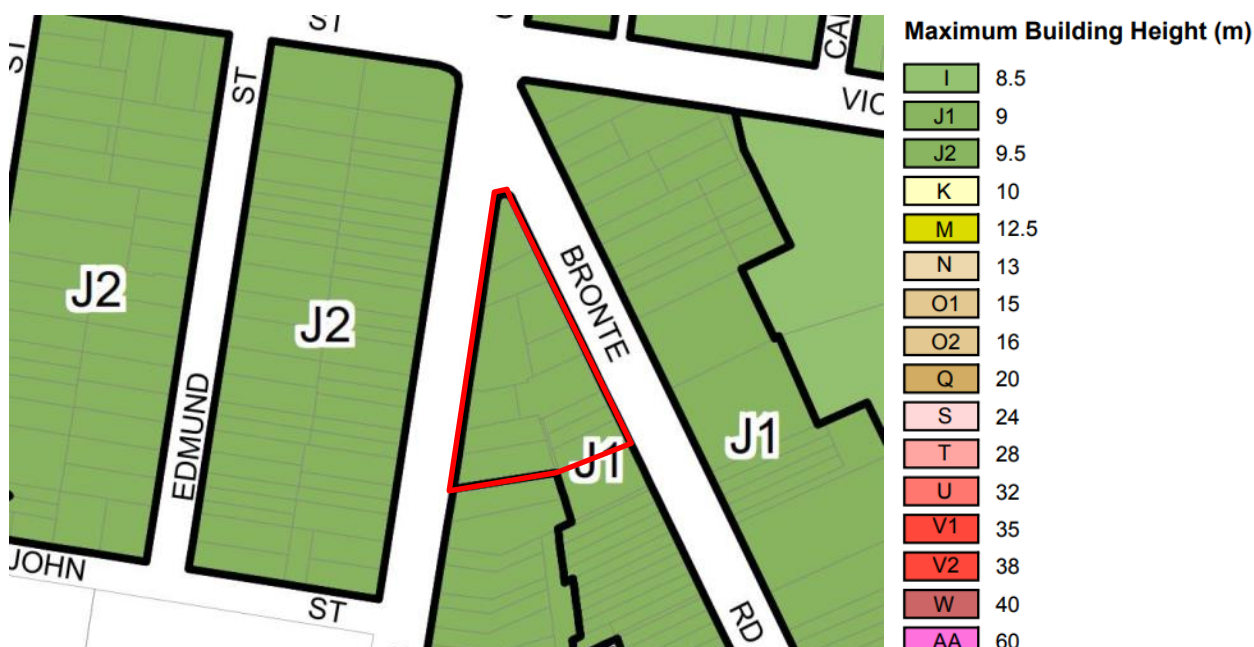 ST
ST
ST
CA
VIC
J2
J2
BRONTE
J1
J1
EDMUND
JOHN
ST
RD
Maximum Building Height (m)
I 8.5
J1 9
J2 9.5
K 10
M 12.5
N 13
O1 15
O2 16
Q 20
S 24
T 28
U 32
V1 35
V2 38
W 40
AA 60